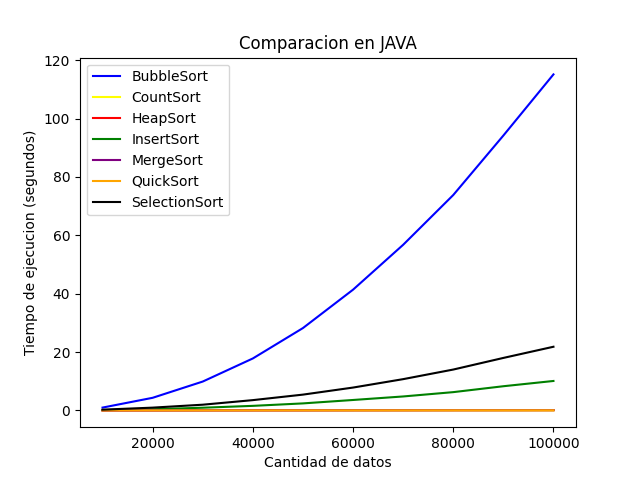 Comparacion en JAVA
120
100
80
60
40
20
0
Tiempo de ejecucion (segundos)
BubbleSort
CountSort
HeapSort
InsertSort
MergeSort
QuickSort
SelectionSort
20000 40000 60000 80000 100000
Cantidad de datos